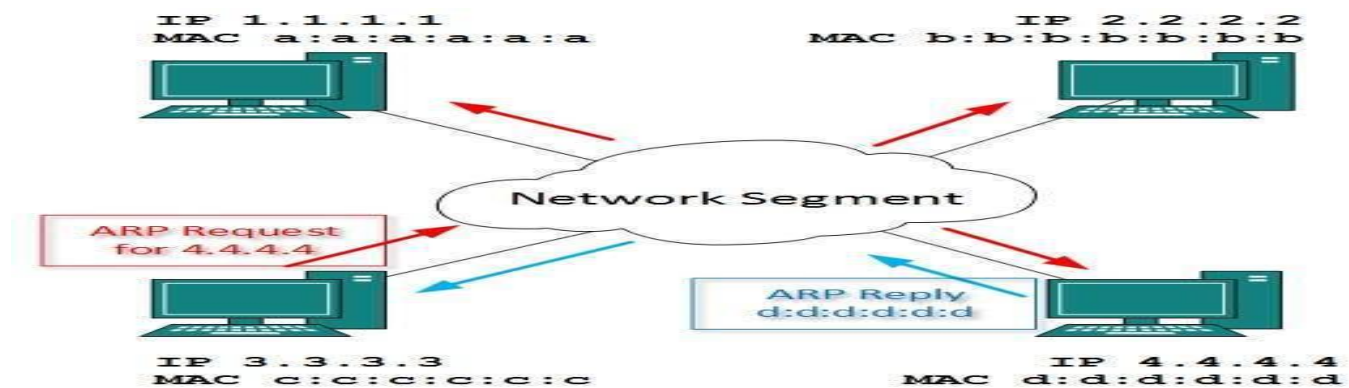 IP 1.1.1.1
MAC a:a:a:a:a:a
IP 2.2.2.2
MAC b:b:b:b:b:b:b
Network Segment
ARP Request
for 4.4.4.4
ARP Reply
d:d:d:d:d:d
IP 3.3.3.3
MAC c:c:c:c:c:c
IP 4.4.4.4
MAC d:d:d:d:d:d